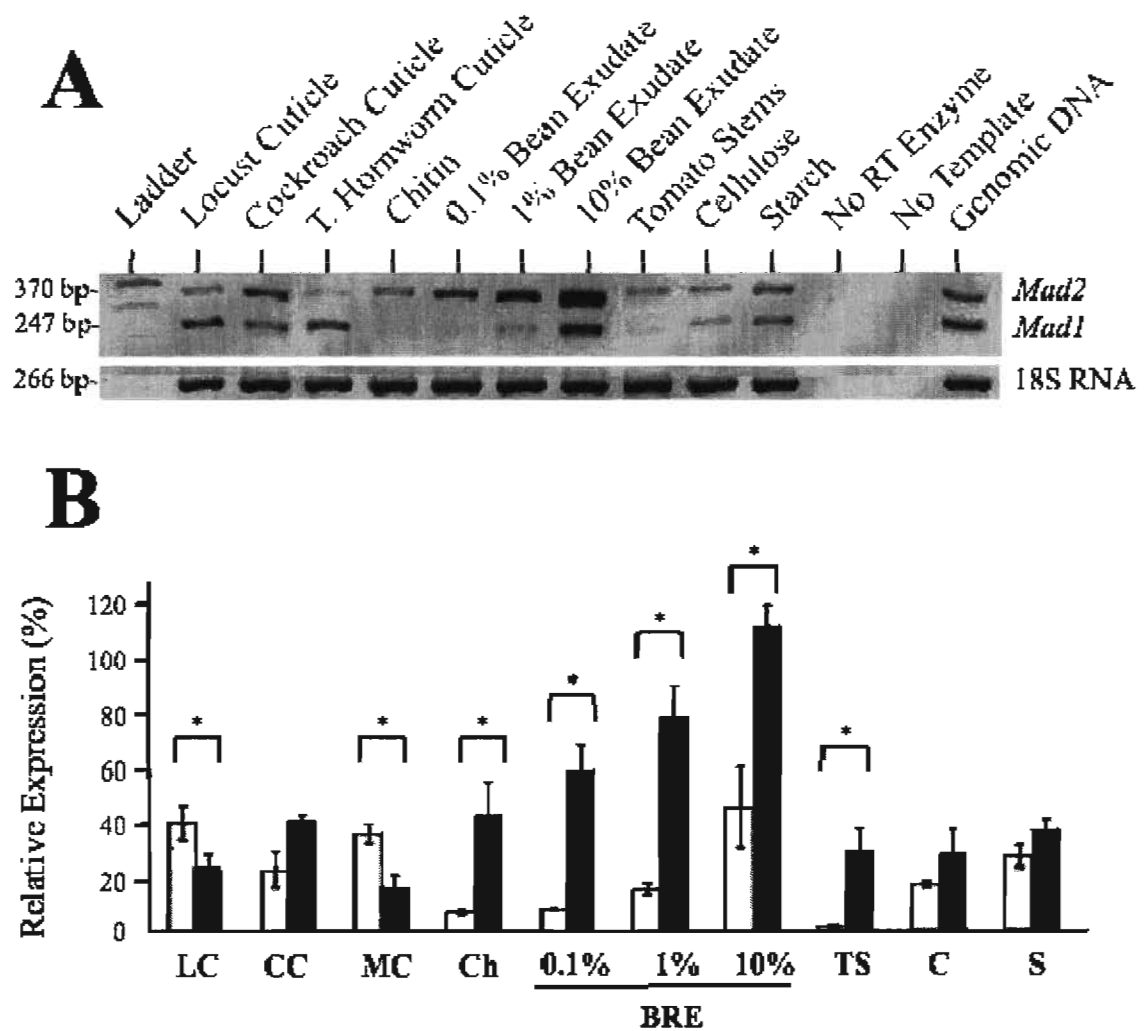 A
Ladder
Locust Cuticle
Cockroach Cuticle
T. Hornworm Cuticle
Chitin
0.1% Bean Exudate
1% Bean Exudate
10% Bean Exudate
Tomato Stems
Cellulose
Starch
No RT Enzyme
No Template
Genomic DNA
370 bp-
Mad2
247 bp-
Mad1
266 bp-
18S RNA
B
Relative Expression (%)
120
100
80
60
40
20
0
* * * * * * *
LC CC MC Ch 0.1% 1% 10% TS C S
BRE